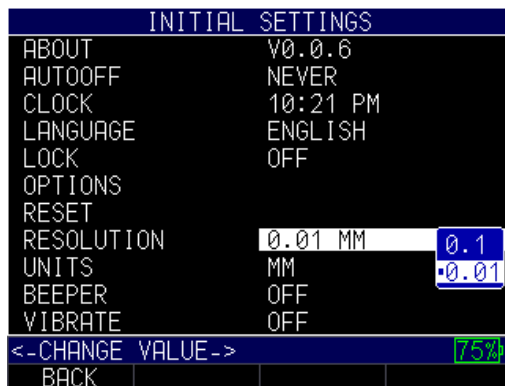 INITIAL SETTINGS
ABOUT V0.0.6
AUTOOFF NEVER
CLOCK 10:21 PM
LANGUAGE ENGLISH
LOCK OFF
OPTIONS
RESET
RESOLUTION 0.01 MM 0.1
UNITS MM ▪0.01
BEEPER OFF
VIBRATE OFF
<-CHANGE VALUE-> 75%
BACK